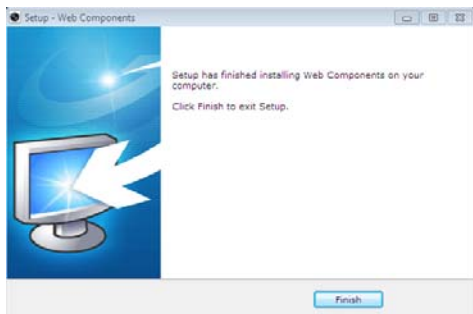 Setup - Web Components
Setup has finished installing Web Components on your
computer.
Click Finish to exit Setup.
Finish